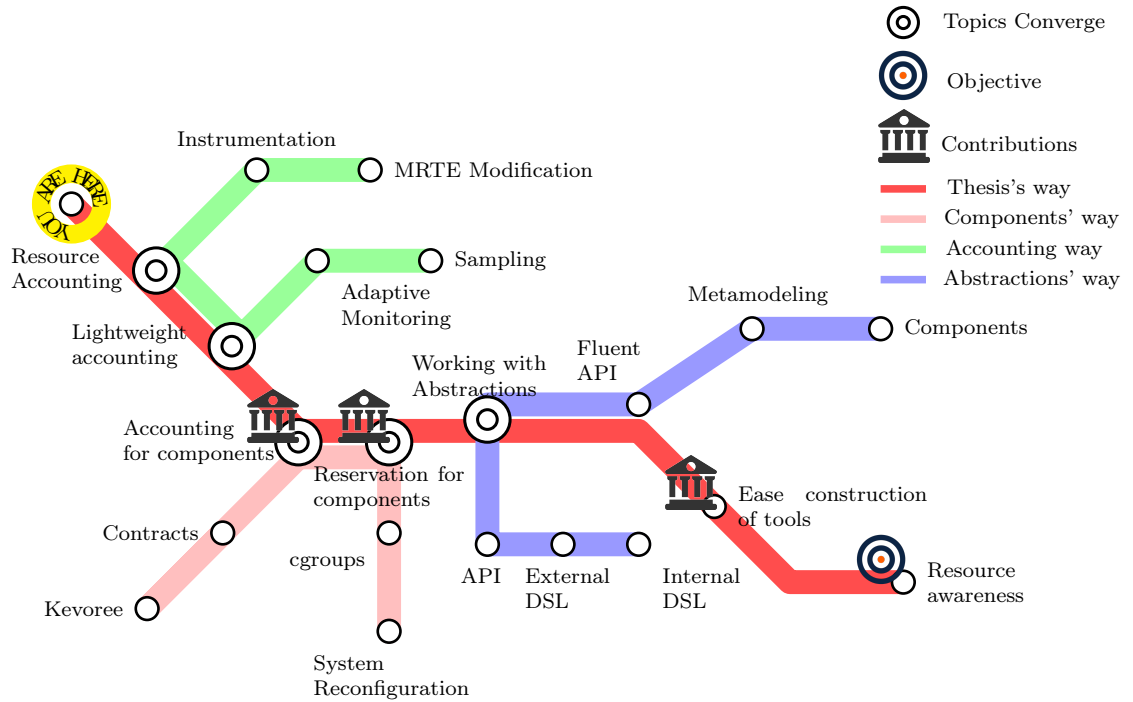 Topics Converge
Objective
Contributions
Thesis's way
Components' way
Accounting way
Abstractions' way
Instrumentation
MRTE Modification
YOU ARE HERE
Resource
Accounting
Sampling
Adaptive
Monitoring
Lightweight
accounting
Metamodeling
Components
Fluent
API
Working with
Abstractions
Accounting
for components
Reservation for
components
Ease construction
of tools
Contracts
cgroups
API
External
DSL
Internal
DSL
Resource
awareness
Kevoree
System
Reconfiguration